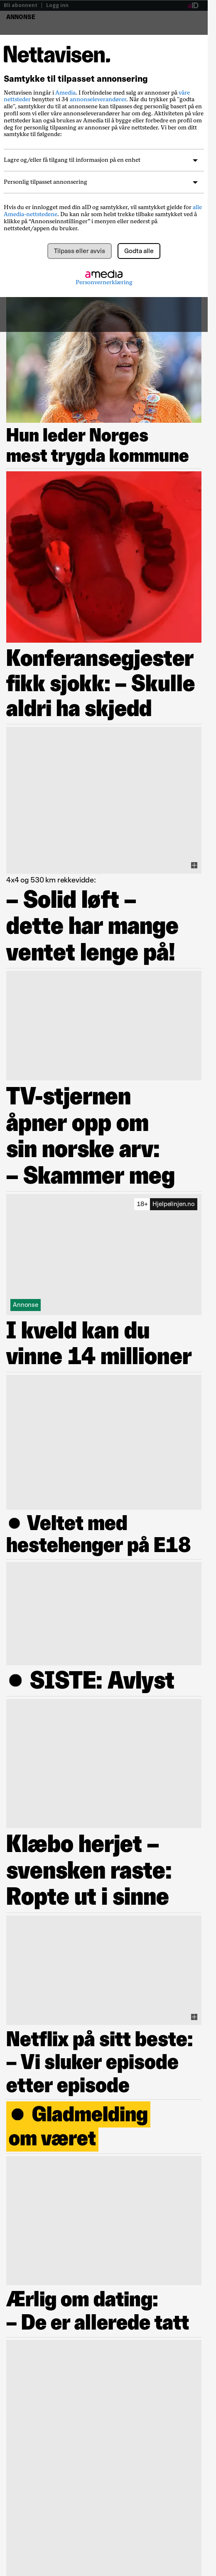 Bli abonnent | Logg inn
aID
ANNONSE
Nettavisen.
Samtykke til tilpasset annonsering
Nettavisen inngår i Amedia. I forbindelse med salg av annonser på våre
nettsteder benytter vi 34 annonseleverandører. Når du trykker på "godta
alle", samtykker du til at disse annonseleverandørene kan tilpasses deg personlig basert på
profil som vi eller våre annonseleverandører har om deg. Aktiviteten på våre
nettsteder kan også brukes av Amedia til å bygge eller forbedre en profil om
deg for personlig tilpasning av annonser på våre nettsteder. Vi ber om ditt
samtykke til følgende:
Lagre og/eller få tilgang til informasjon på en enhet
Personlig tilpasset annonsering
Hvis du er innlogget med din aID og samtykker, vil samtykket gjelde for alle
Amedia-nettstedene. Du kan når som helst trekke tilbake samtykket ved å
klikke på "Annonseinnstillinger" i menyen eller nederst på
nettstedet/appen du bruker.
Tilpass eller avvis
Godta alle
amedia
Personvernerklæring
Hun leder Norges
mest trygda kommune
Konferansegjester
fikk sjokk: – Skulle
aldri ha skjedd
4x4 og 530 km rekkevidde:
– Solid løft –
dette har mange
ventet lenge på!
TV-stjernen
åpner opp om
sin norske arv:
– Skammer meg
18+ Hjelpelinjen.no
Annonse
I kveld kan du
vinne 14 millioner
● Veltet med
hestehenger på E18
● SISTE: Avlyst
Klæbo herjet –
svensken raste:
Ropte ut i sinne
Netflix på sitt beste:
– Vi sluker episode
etter episode
● Gladmelding
om været
Ærlig om dating:
– De er allerede tatt